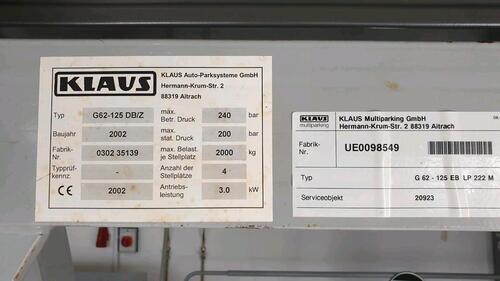 KLAUS
KLAUS Auto-Parksysteme GmbH
Hermann-Krum-Str. 2
88319 Aitrach
Typ G62-125 DB/Z máx. Betr. Druck 240 bar
Baujahr 2002 max. stat. Druck 200 bar
Fabrik-Nr. 0302 35139 max. Belast. je Stellplatz 2000 kg
Typprüf-kennz. - Anzahl der Stellplätze 4
CE 2002 Antriebs-leistung 3.0 kW
KLAUS multiparking
KLAUS Multiparking GmbH
Hermann-Krum-Str. 2 88319 Aitrach
Fabrik-Nr. UE0098549
Typ G 62 - 125 EB LP 222 M
Serviceobjekt 20923